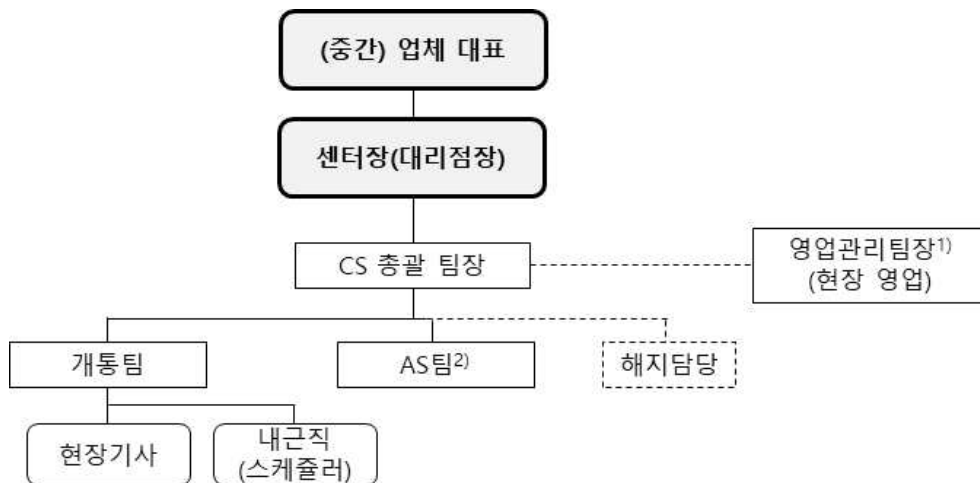 (중간) 업체 대표
센터장(대리점장)
CS 총괄 팀장
영업관리팀장1)
(현장 영업)
개통팀
AS팀2)
해지담당
현장기사
내근직
(스케쥴러)